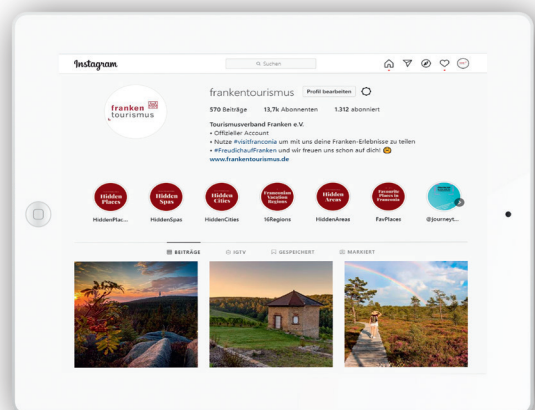 Instagram
Suchen
franken
tourismus
frankentourismus Profil bearbeiten
570 Beiträge 13,7k Abonnenten 1.312 abonniert
Tourismusverband Franken e.V.
• Offizieller Account
• Nutze #visitfranconia um mit uns deine Franken-Erlebnisse zu teilen
• #FreudichaufFranken und wir freuen uns schon auf dich!
www.frankentourismus.de
Hidden
Places
Hidden
Spas
Hidden
Cities
Franconian
Vacation
Regions
Hidden
Areas
Favourite
Places in
Franconia
HiddenPlac... HiddenSpas HiddenCities 16Regions HiddenAreas FavPlaces @journeyt...
BEITRÄGE IGTV GESPEICHERT MARKIERT